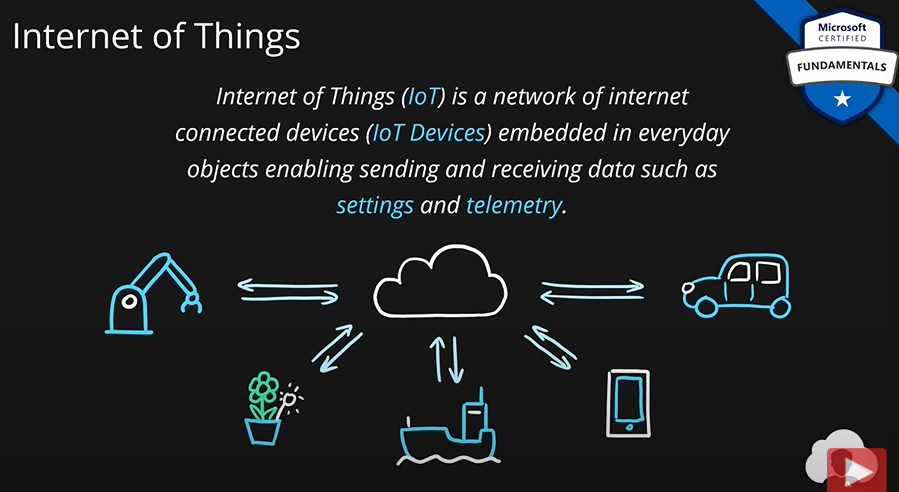 Internet of Things
Microsoft
CERTIFIED
FUNDAMENTALS
Internet of Things (IoT) is a network of internet
connected devices (IoT Devices) embedded in everyday
objects enabling sending and receiving data such as
settings and telemetry.